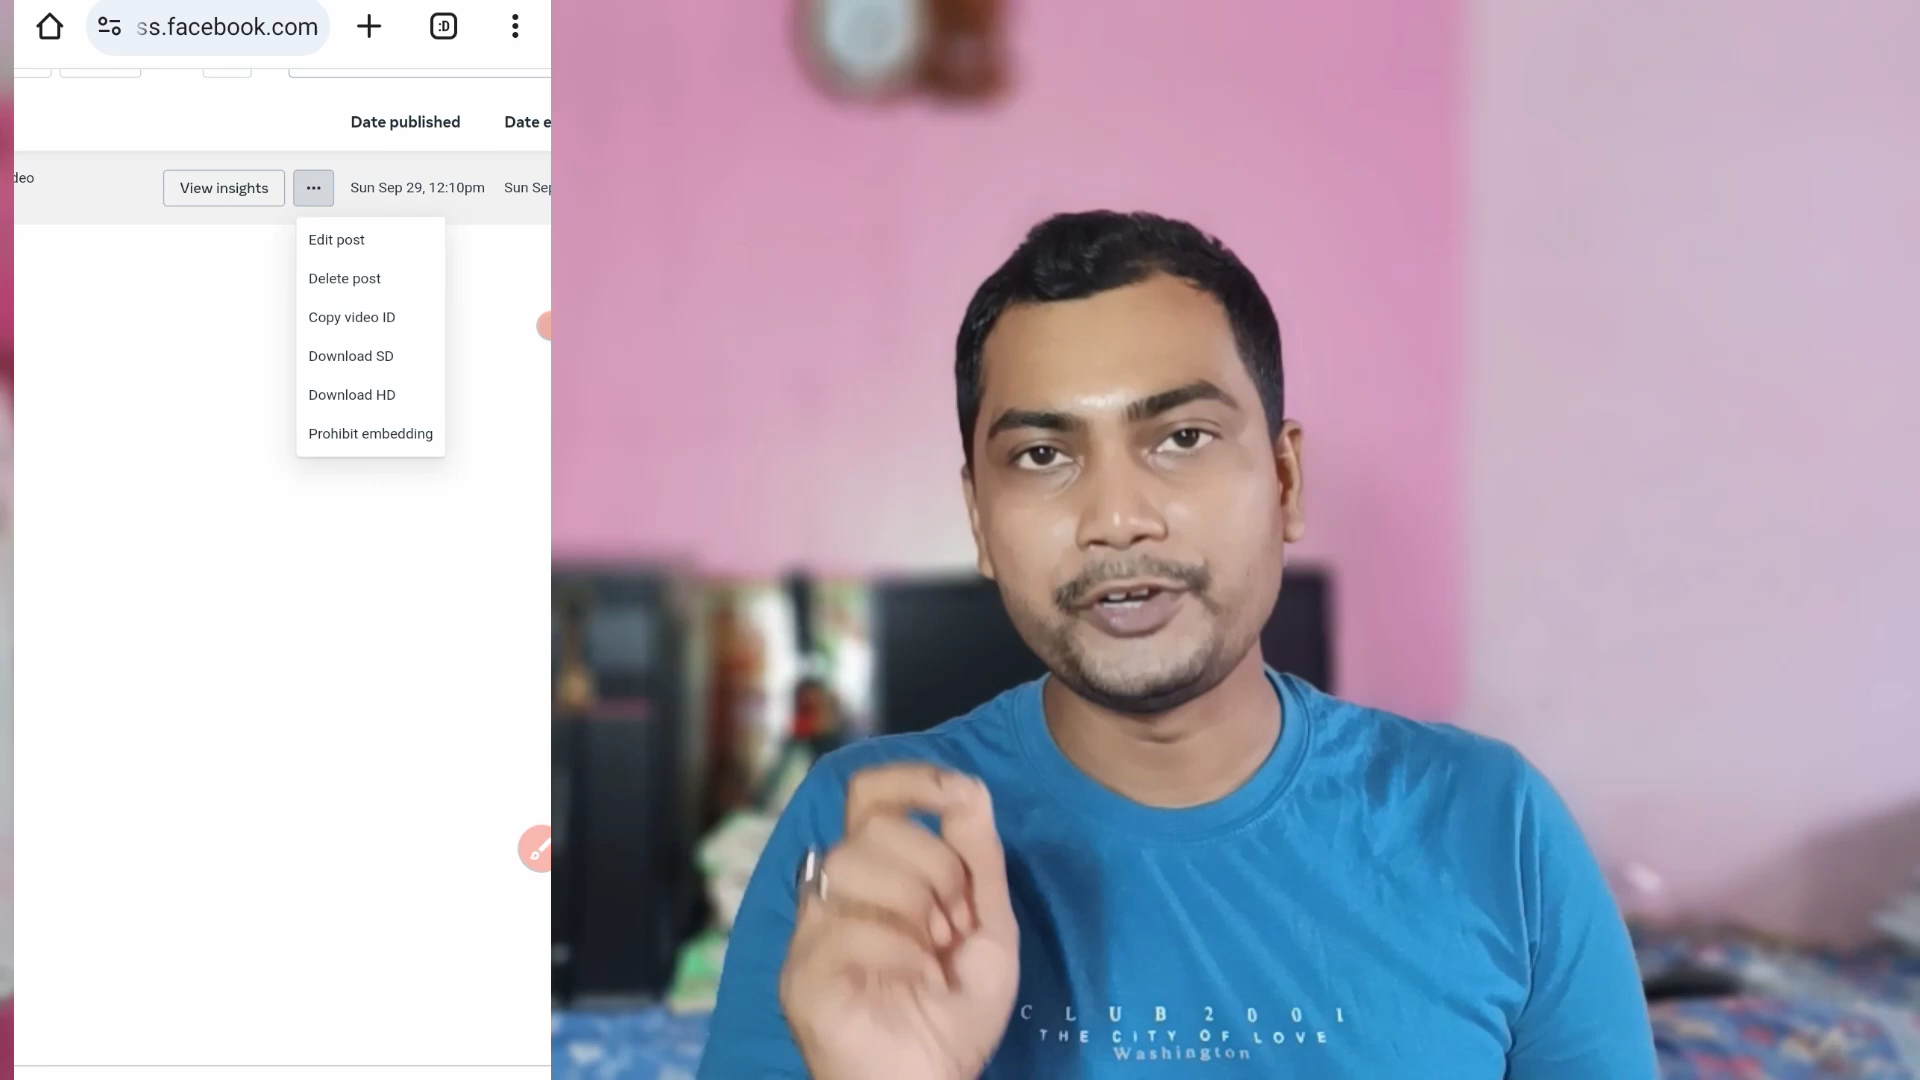 ss.facebook.com
:D
Date published Date e
deo View insights ... Sun Sep 29, 12:10pm Sun Sep
Edit post
Delete post
Copy video ID
Download SD
Download HD
Prohibit embedding
CLUB 2001
THE CITY OF LOVE
Washington